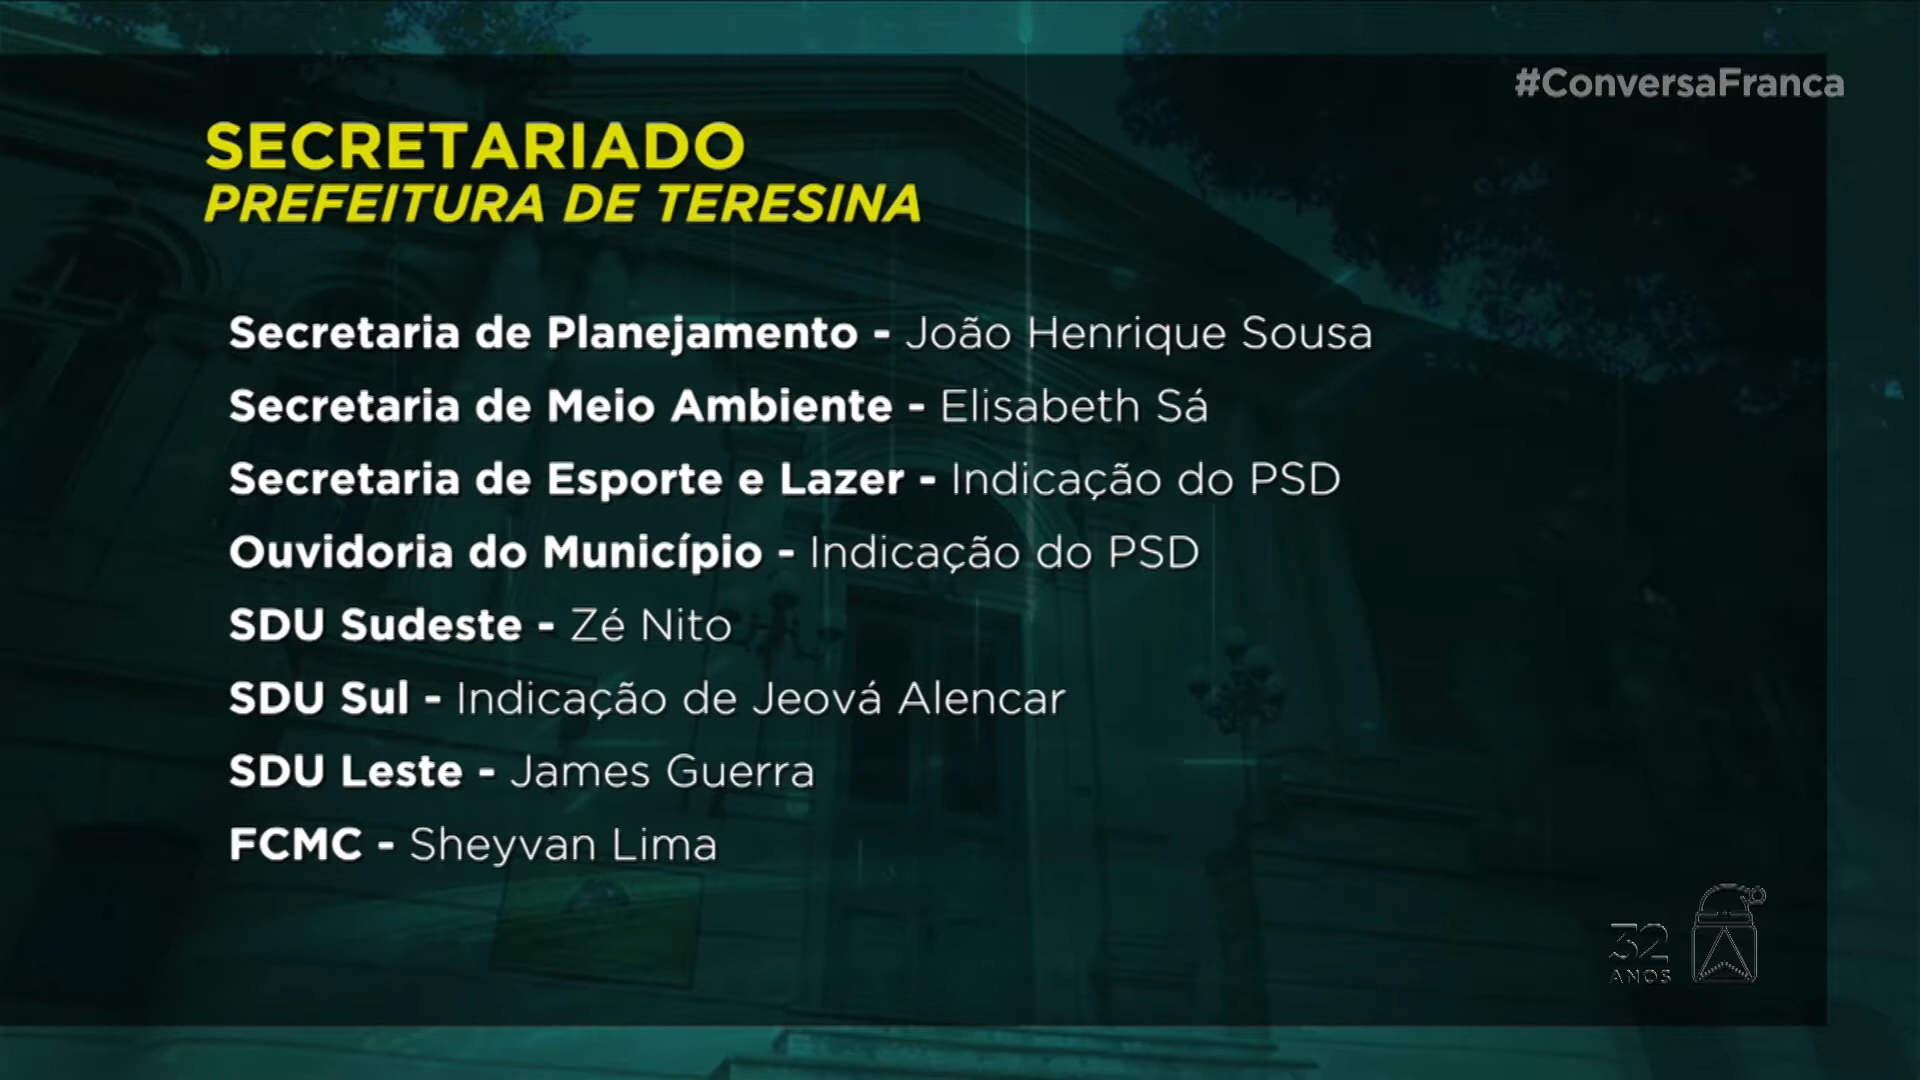 #ConversaFranca
SECRETARIADO
PREFEITURA DE TERESINA
Secretaria de Planejamento - João Henrique Sousa
Secretaria de Meio Ambiente - Elisabeth Sá
Secretaria de Esporte e Lazer - Indicação do PSD
Ouvidoria do Município - Indicação do PSD
SDU Sudeste - Zé Nito
SDU Sul - Indicação de Jeová Alencar
SDU Leste - James Guerra
FCMC - Sheyvan Lima
32
ANOS